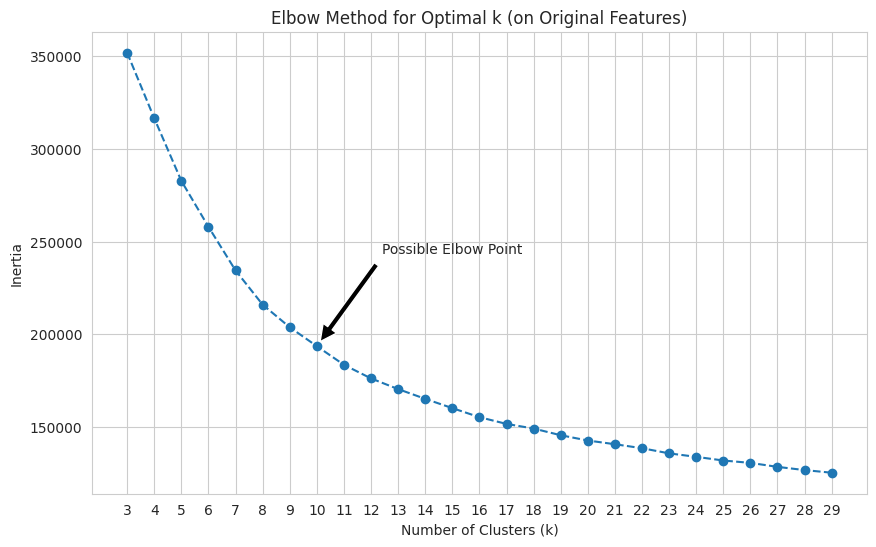 Elbow Method for Optimal k (on Original Features)
350000
300000
250000
200000
150000
Inertia
Possible Elbow Point
3 4 5 6 7 8 9 10 11 12 13 14 15 16 17 18 19 20 21 22 23 24 25 26 27 28 29
Number of Clusters (k)